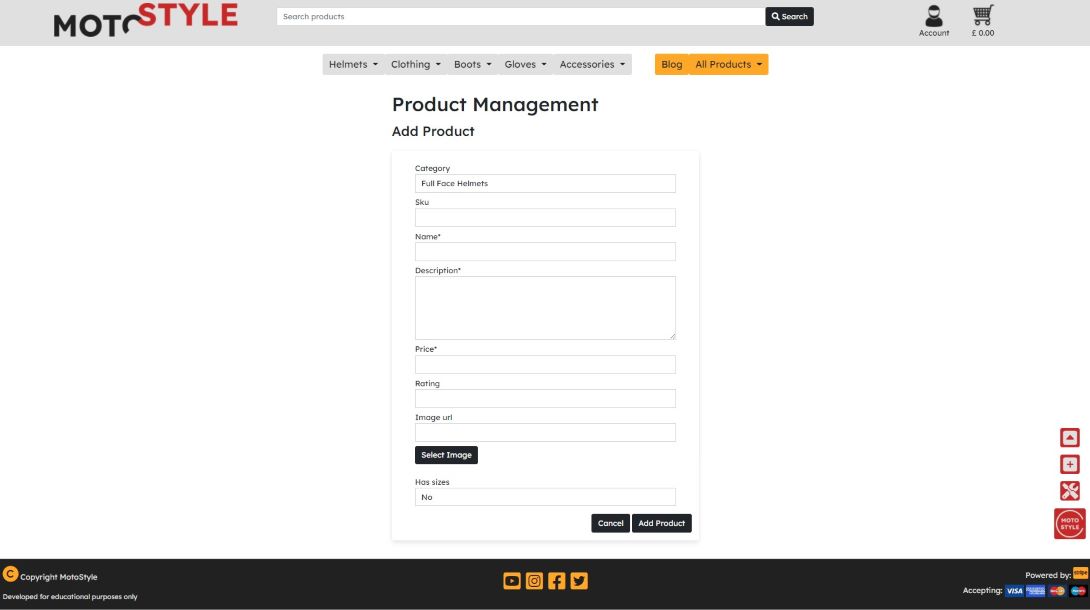 MOTOSTYLE
Search products
Search
Account
£ 0.00
Helmets Clothing Boots Gloves Accessories Blog All Products
Product Management
Add Product
Category
Full Face Helmets
Sku
Name*
Description*
Price*
Rating
Image url
Select Image
Has sizes
No
Cancel Add Product
MOTO
STYLE
C Copyright MotoStyle
Developed for educational purposes only
Powered by: stripe
Accepting: VISA